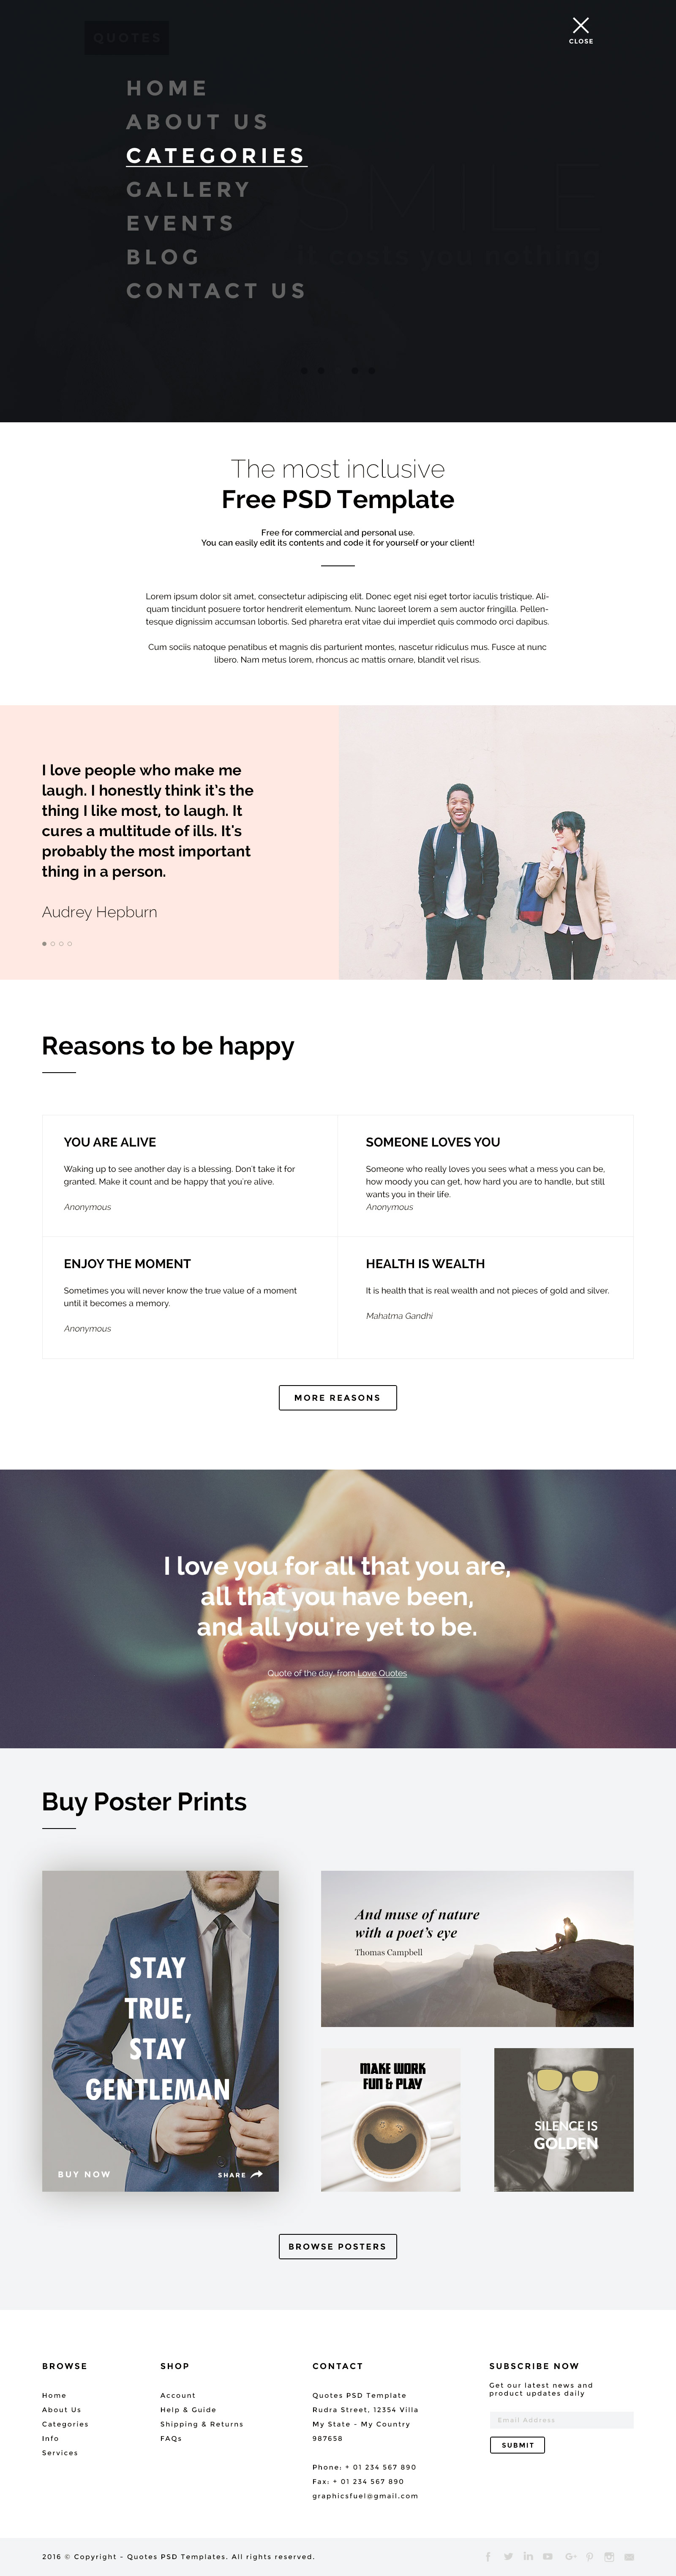 QUOTES
CLOSE
HOME
ABOUT US
CATEGORIES
GALLERY
EVENTS
BLOG
CONTACT US
SMILE
it costs you nothing
The most inclusive
Free PSD Template
Free for commercial and personal use.
You can easily edit its contents and code it for yourself or your client!
Lorem ipsum dolor sit amet, consectetur adipiscing elit. Donec eget nisi eget tortor iaculis tristique. Ali-
quam tincidunt posuere tortor hendrerit elementum. Nunc laoreet lorem a sem auctor fringilla. Pellen-
tesque dignissim accumsan lobortis. Sed pharetra erat vitae dui imperdiet quis commodo orci dapibus.
Cum sociis natoque penatibus et magnis dis parturient montes, nascetur ridiculus mus. Fusce at nunc
libero. Nam metus lorem, rhoncus ac mattis ornare, blandit vel risus.
I love people who make me
laugh. I honestly think it's the
thing I like most, to laugh. It
cures a multitude of ills. It's
probably the most important
thing in a person.
Audrey Hepburn
Reasons to be happy
YOU ARE ALIVE
Waking up to see another day is a blessing. Don't take it for
granted. Make it count and be happy that you're alive.
Anonymous
SOMEONE LOVES YOU
Someone who really loves you sees what a mess you can be,
how moody you can get, how hard you are to handle, but still
wants you in their life.
Anonymous
ENJOY THE MOMENT
Sometimes you will never know the true value of a moment
until it becomes a memory.
Anonymous
HEALTH IS WEALTH
It is health that is real wealth and not pieces of gold and silver.
Mahatma Gandhi
MORE REASONS
I love you for all that you are,
all that you have been,
and all you're yet to be.
Quote of the day, from Love Quotes
Buy Poster Prints
STAY
TRUE,
STAY
GENTLEMAN
BUY NOW
SHARE
And muse of nature
with a poet's eye
Thomas Campbell
MAKE WORK
FUN & PLAY
SILENCE IS
GOLDEN
BROWSE POSTERS
BROWSE
Home
About Us
Categories
Info
Services
SHOP
Account
Help & Guide
Shipping & Returns
FAQs
CONTACT
Quotes PSD Template
Rudra Street, 12354 Villa
My State - My Country
987658
Phone: + 01 234 567 890
Fax: + 01 234 567 890
graphicsfuel@gmail.com
SUBSCRIBE NOW
Get our latest news and
product updates daily
Email Address
SUBMIT
2016 © Copyright - Quotes PSD Templates. All rights reserved.